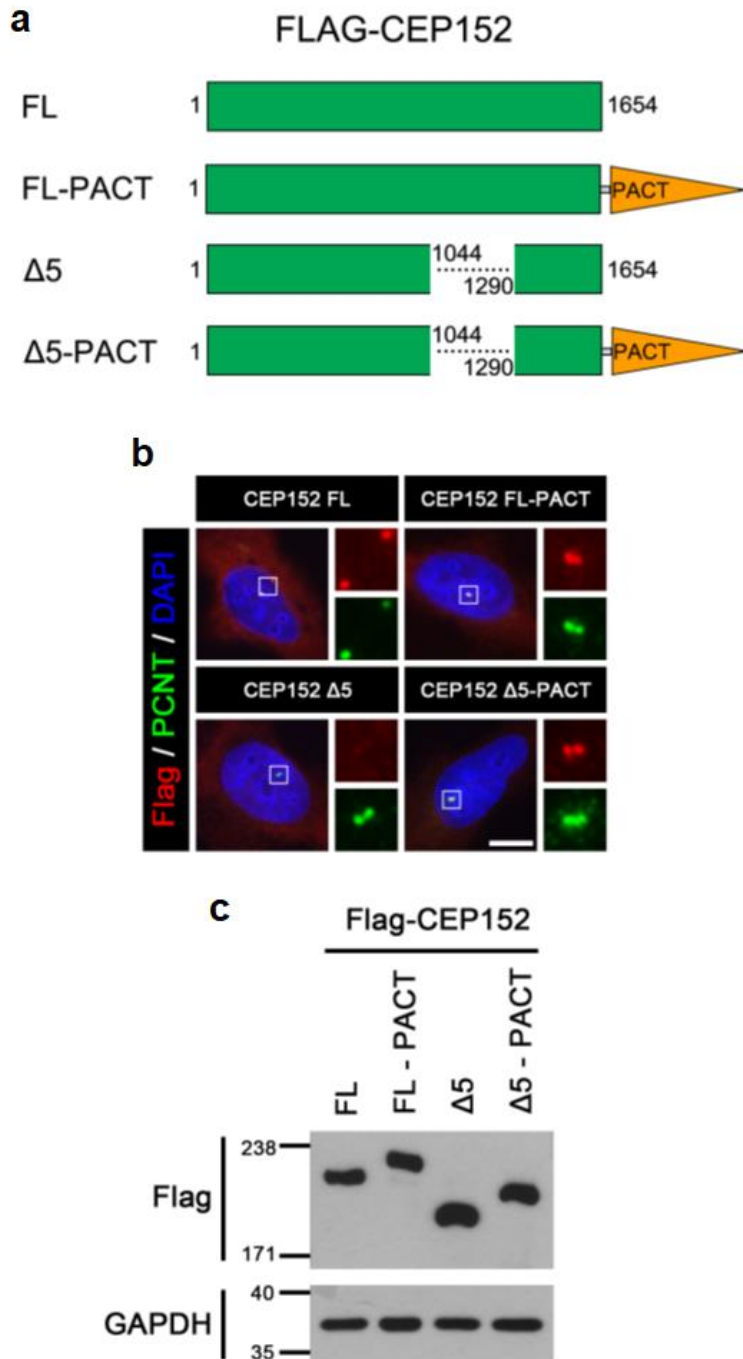 a
FLAG-CEP152
FL 1 1654
FL-PACT 1 PACT
Δ5 1 1044 1290 1654
Δ5-PACT 1 1044 1290 PACT
b
Flag / PCNT / DAPI
CEP152 FL
CEP152 FL-PACT
CEP152 Δ5
CEP152 Δ5-PACT
c
Flag-CEP152
FL
FL - PACT
Δ5
Δ5 - PACT
Flag
238
171
GAPDH
40
35